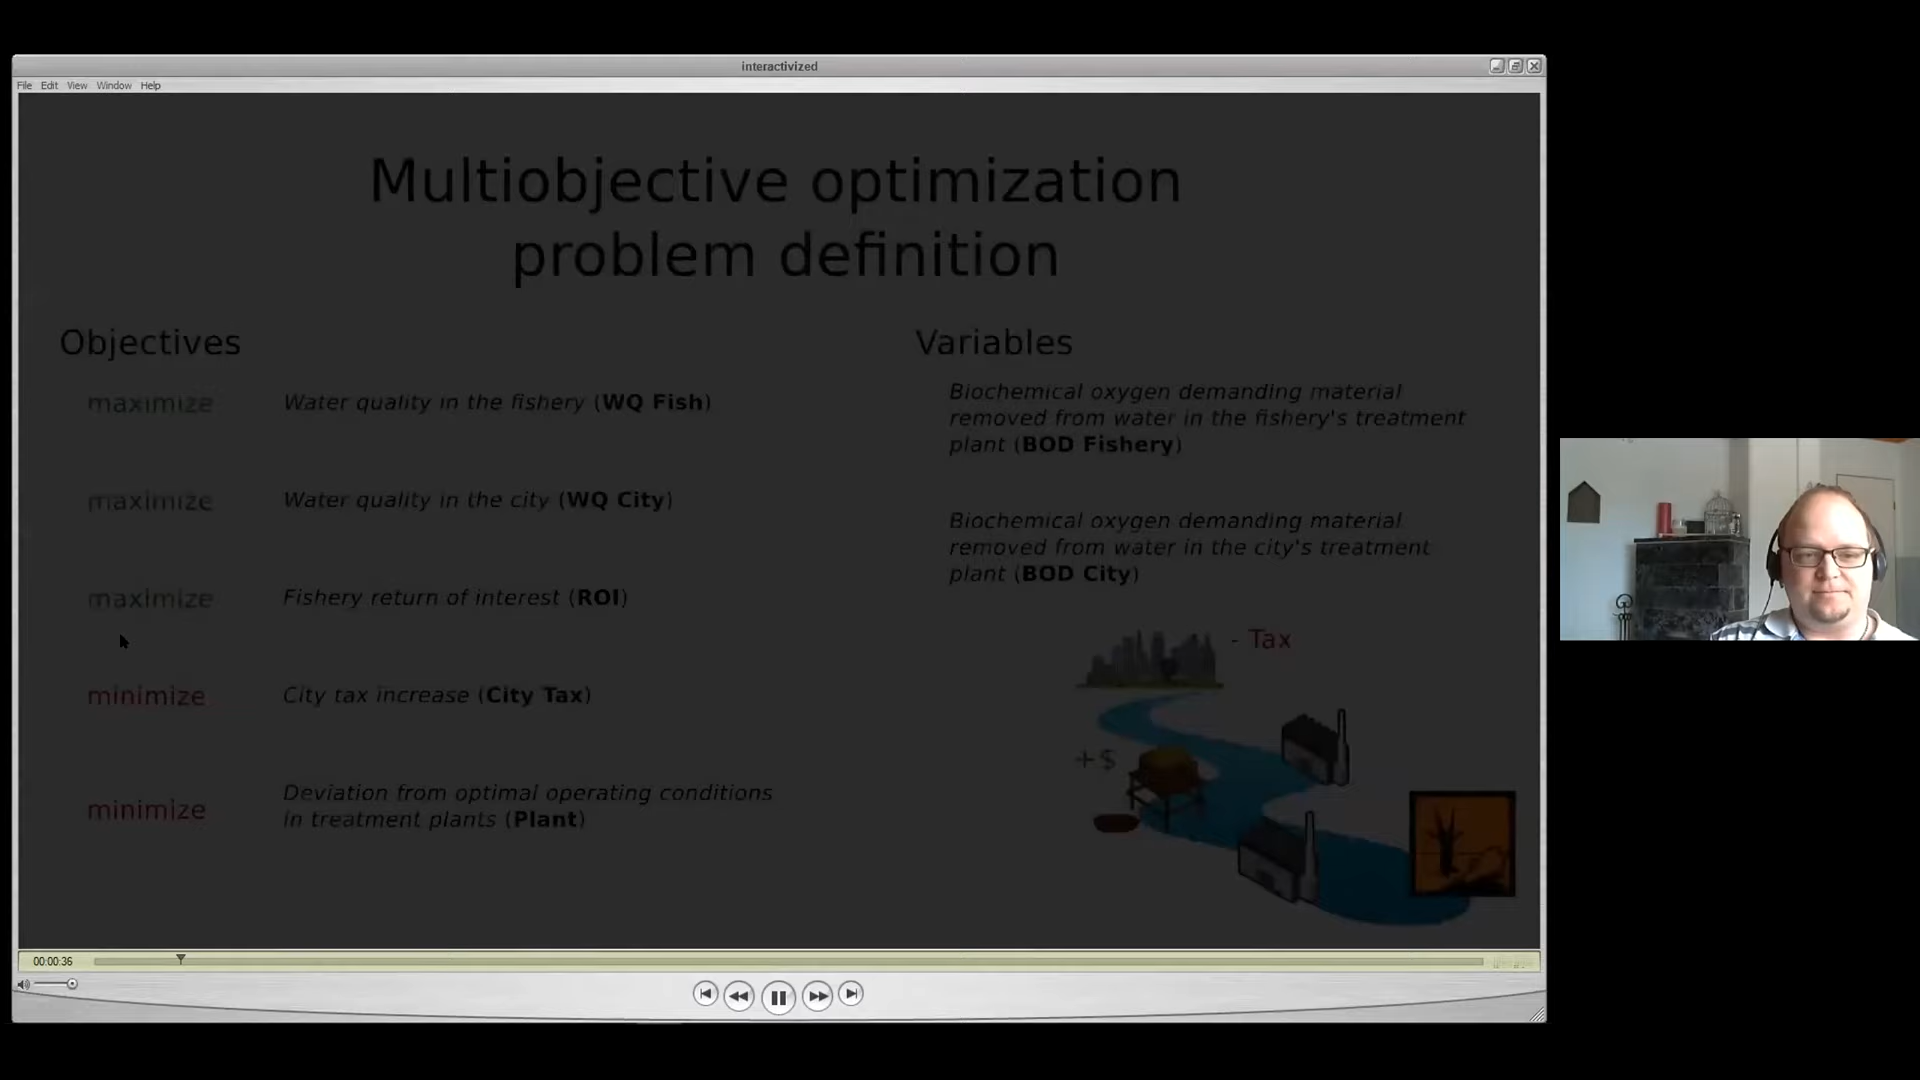 interactivized
File Edit View Window Help
Multiobjective optimization
problem definition
Objectives
maximize Water quality in the fishery (WQ Fish)
maximize Water quality in the city (WQ City)
maximize Fishery return of interest (ROI)
minimize City tax increase (City Tax)
minimize Deviation from optimal operating conditions
in treatment plants (Plant)
Variables
Biochemical oxygen demanding material
removed from water in the fishery's treatment
plant (BOD Fishery)
Biochemical oxygen demanding material
removed from water in the city's treatment
plant (BOD City)
- Tax
+$
00:00:36